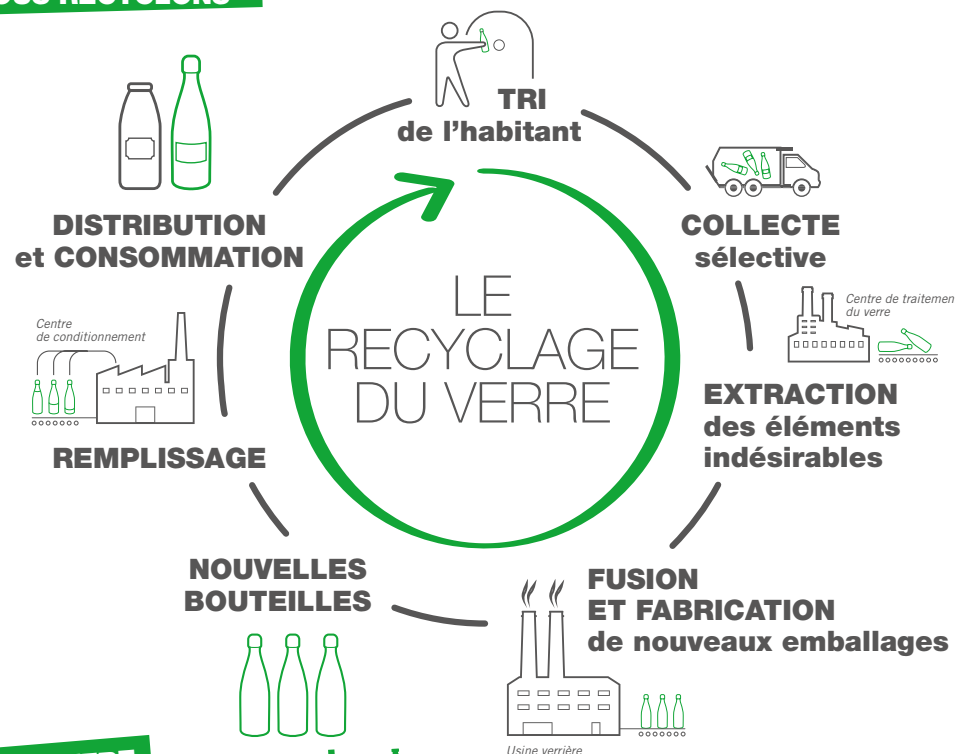 RECYCLONS
TRI
de l'habitant
COLLECTE
sélective
Centre de traitemen
du verre
EXTRACTION
des éléments
indésirables
FUSION
ET FABRICATION
de nouveaux emballages
Usine verrière
NOUVELLES
BOUTEILLES
REMPLISSAGE
Centre
de conditionnement
DISTRIBUTION
et CONSOMMATION
LE
RECYCLAGE
DU VERRE